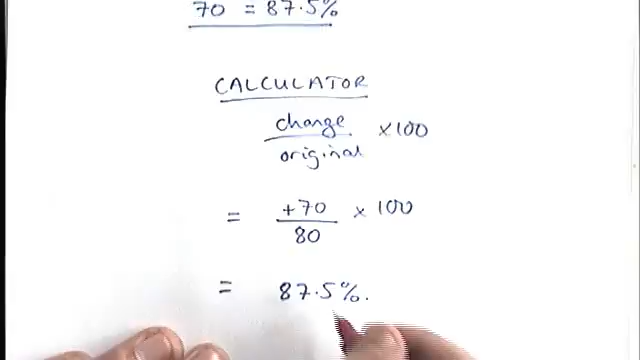 70 = 87.5%
CALCULATOR
change
original
×100
= +70
80
× 100
= 87.5%.